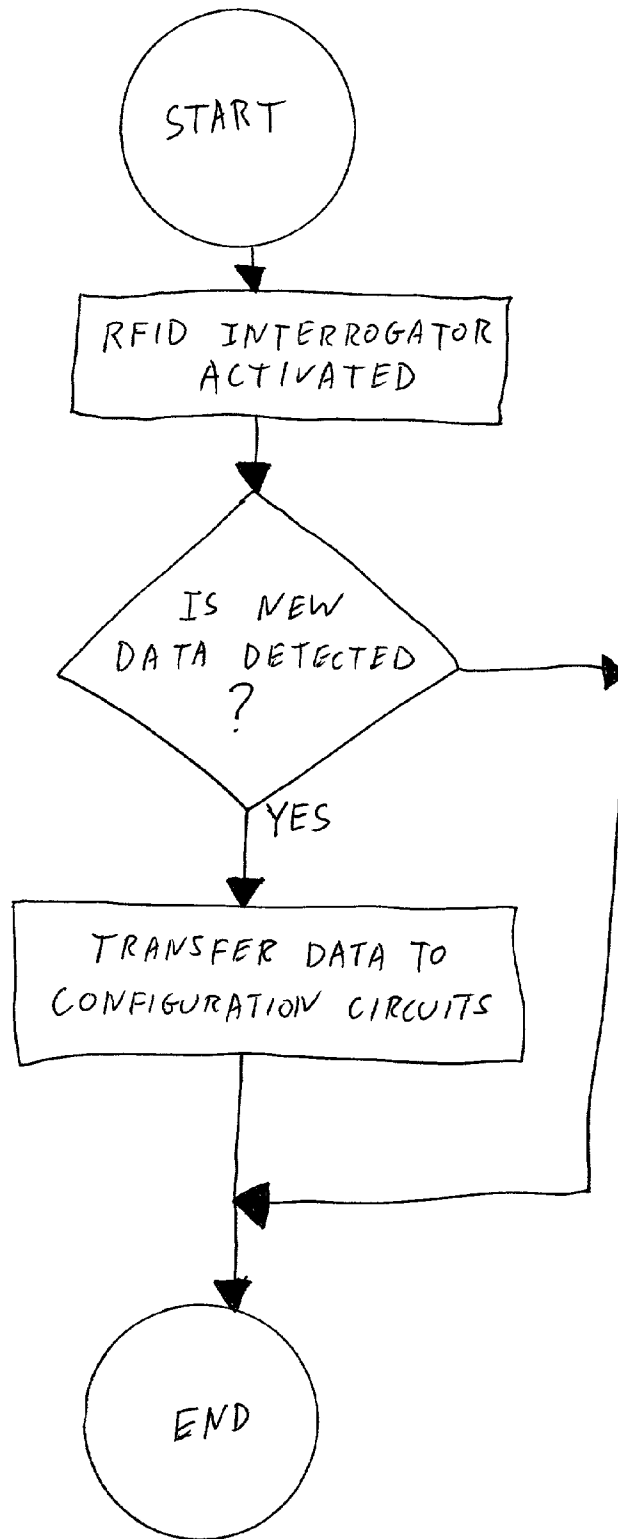 START
RFID INTERROGATOR
ACTIVATED
IS NEW
DATA DETECTED
?
YES
TRANSFER DATA TO
CONFIGURATION CIRCUITS
END